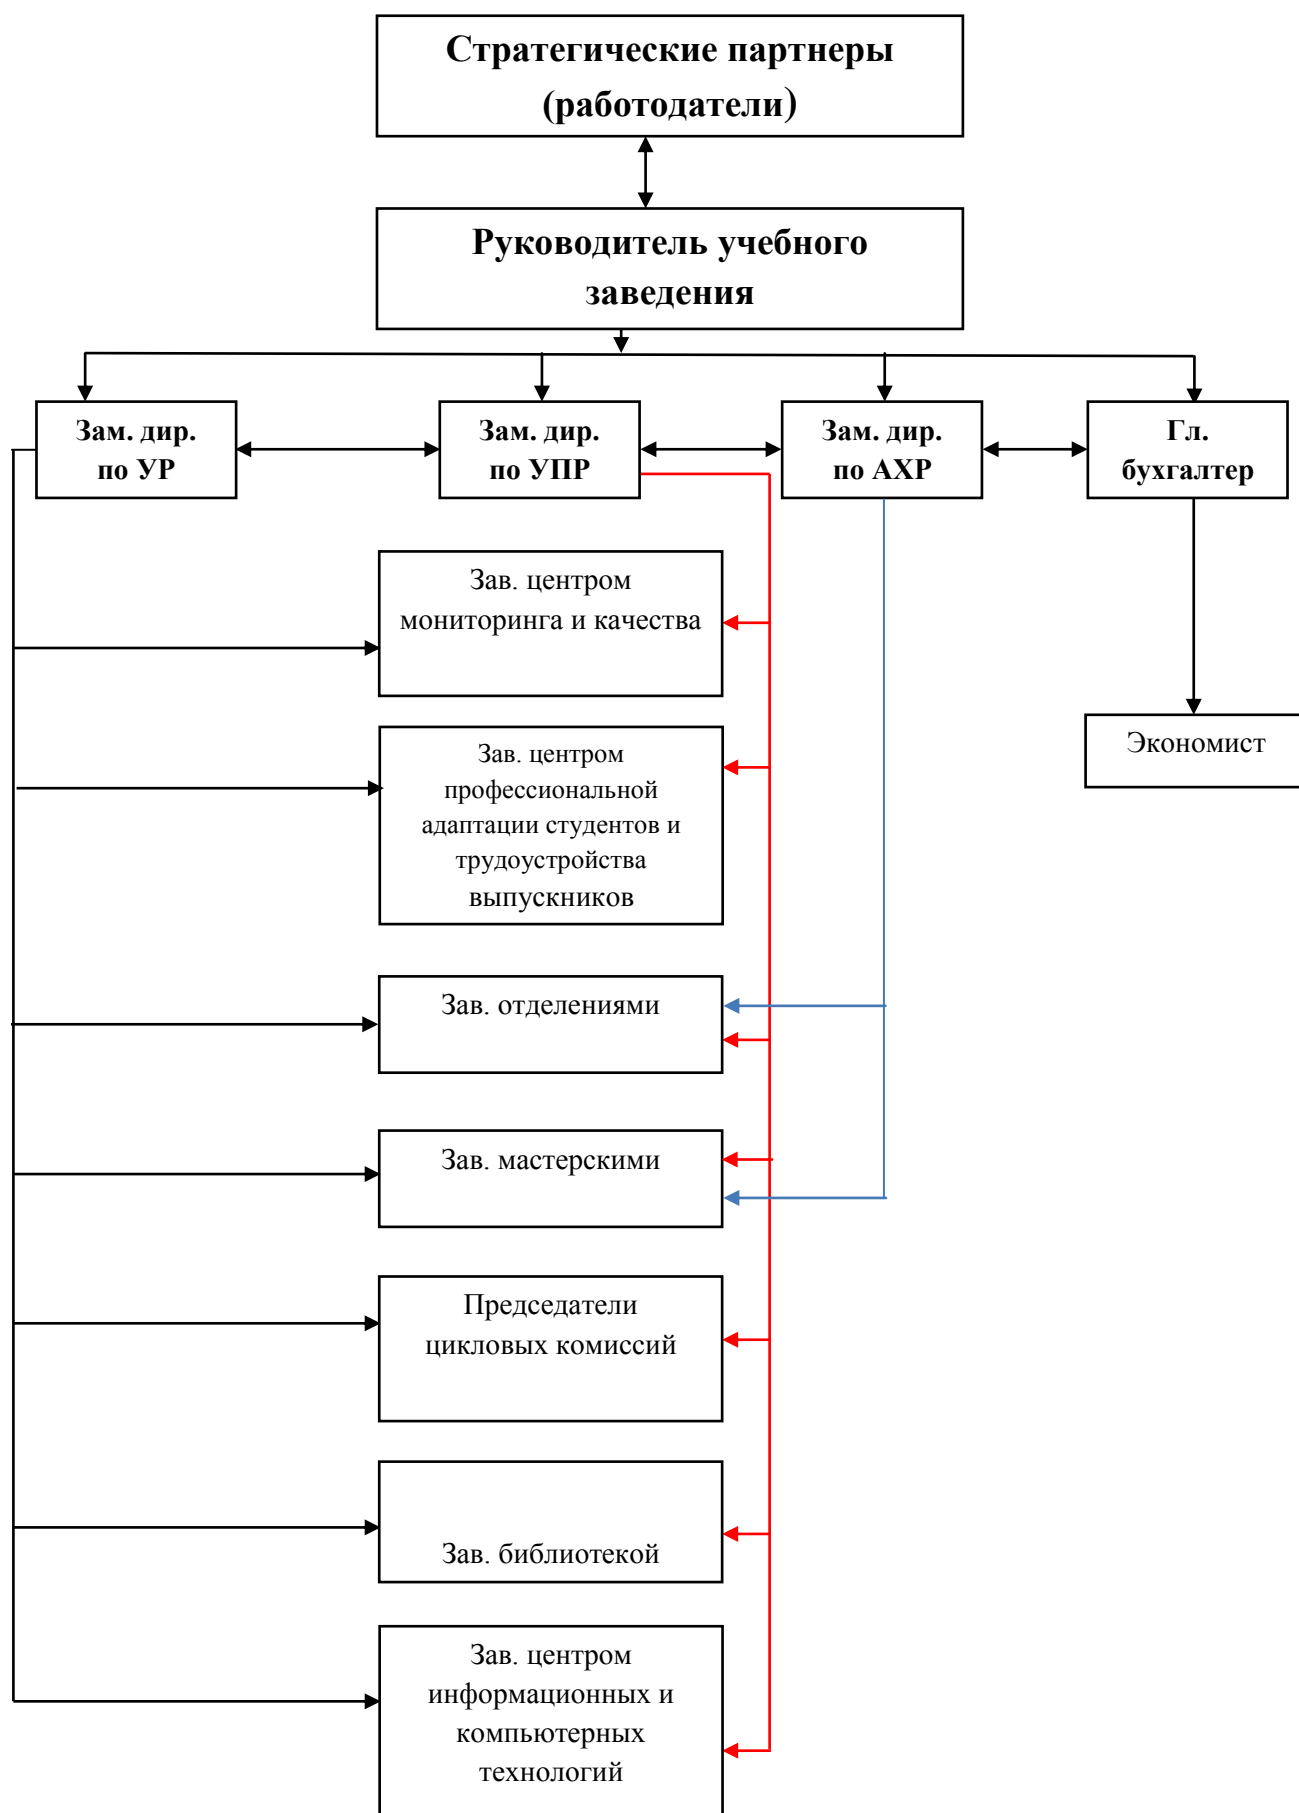 Стратегические партнеры
(работодатели)
Руководитель учебного
заведения
Зам. дир.
по УР
Зам. дир.
по УПР
Зам. дир.
по АХР
Гл.
бухгалтер
Зав. центром
мониторинга и качества
Экономист
Зав. центром
профессиональной
адаптации студентов и
трудоустройства
выпускников
Зав. отделениями
Зав. мастерскими
Председатели
цикловых комиссий
Зав. библиотекой
Зав. центром
информационных и
компьютерных
технологий